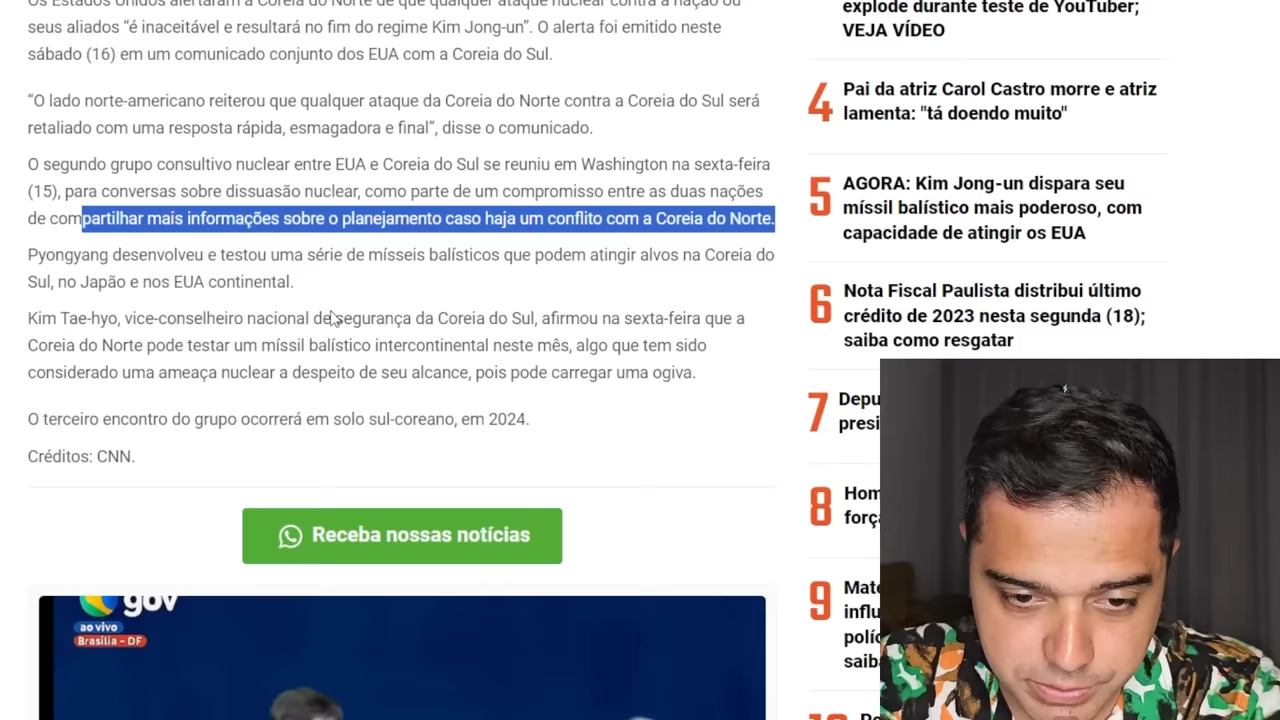 Os Estados Unidos alertaram a Coreia do Norte de que qualquer ataque nuclear contra a nação ou
seus aliados “é inaceitável e resultará no fim do regime Kim Jong-un”. O alerta foi emitido neste
sábado (16) em um comunicado conjunto dos EUA com a Coreia do Sul.
“O lado norte-americano reiterou que qualquer ataque da Coreia do Norte contra a Coreia do Sul será
retaliado com uma resposta rápida, esmagadora e final”, disse o comunicado.
O segundo grupo consultivo nuclear entre EUA e Coreia do Sul se reuniu em Washington na sexta-feira
(15), para conversas sobre dissuasão nuclear, como parte de um compromisso entre as duas nações
de compartilhar mais informações sobre o planejamento caso haja um conflito com a Coreia do Norte.
Pyongyang desenvolveu e testou uma série de mísseis balísticos que podem atingir alvos na Coreia do
Sul, no Japão e nos EUA continental.
Kim Tae-hyo, vice-conselheiro nacional de segurança da Coreia do Sul, afirmou na sexta-feira que a
Coreia do Norte pode testar um míssil balístico intercontinental neste mês, algo que tem sido
considerado uma ameaça nuclear a despeito de seu alcance, pois pode carregar uma ogiva.
O terceiro encontro do grupo ocorrerá em solo sul-coreano, em 2024.
Créditos: CNN.
Receba nossas notícias
gov
ao vivo
Brasília - DF
explode durante teste de YouTuber;
VEJA VÍDEO
4 Pai da atriz Carol Castro morre e atriz
lamenta: "tá doendo muito"
5 AGORA: Kim Jong-un dispara seu
míssil balístico mais poderoso, com
capacidade de atingir os EUA
6 Nota Fiscal Paulista distribui último
crédito de 2023 nesta segunda (18);
saiba como resgatar
7 Depu
presi
8 Hom
força
9 Mate
influ
políc
saiba